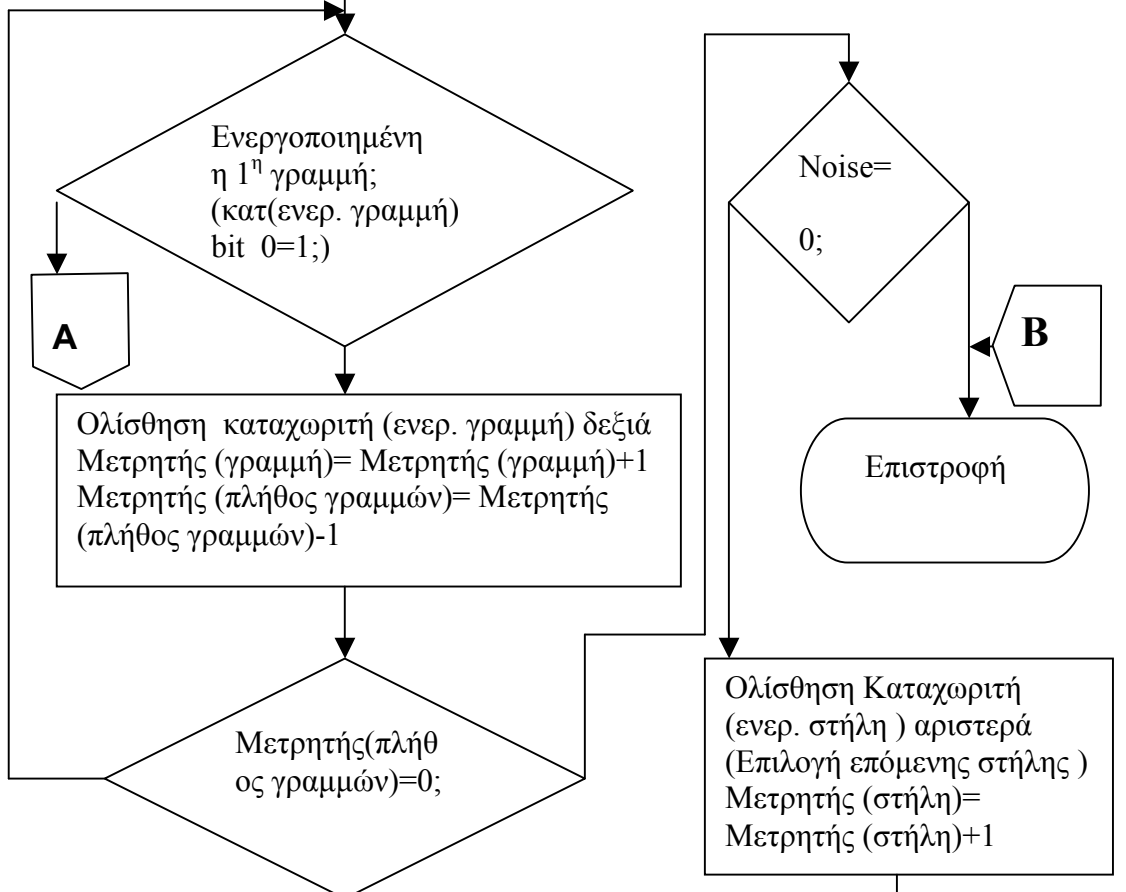 Ενεργοποιημένη
η 1η γραμμή;
(κατ(ενερ. γραμμή)
bit 0=1;)
A
Ολίσθηση καταχωριτή (ενερ. γραμμή) δεξιά
Μετρητής (γραμμή)= Μετρητής (γραμμή)+1
Μετρητής (πλήθος γραμμών)= Μετρητής
(πλήθος γραμμών)-1
Μετρητής(πλήθ
ος γραμμών)=0;
Noise=
0;
B
Επιστροφή
Ολίσθηση Καταχωριτή
(ενερ. στήλη ) αριστερά
(Επιλογή επόμενης στήλης )
Μετρητής (στήλη)=
Μετρητής (στήλη)+1